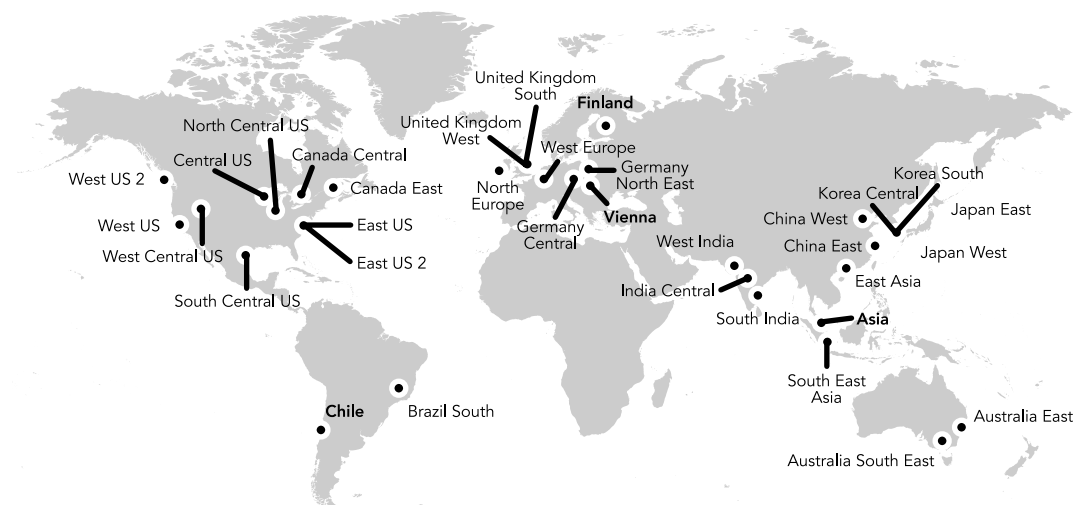 United Kingdom
South
Finland
North Central US
United Kingdom
West
West Europe
Central US
Canada Central
West US 2
Canada East
North
Europe
Germany
North East
Korea South
Korea Central
Vienna
Japan East
West US
East US
Germany
Central
China West
West India
China East
Japan West
West Central US
East US 2
India Central
East Asia
South Central US
South India
Asia
South East
Asia
Chile
Brazil South
Australia East
Australia South East